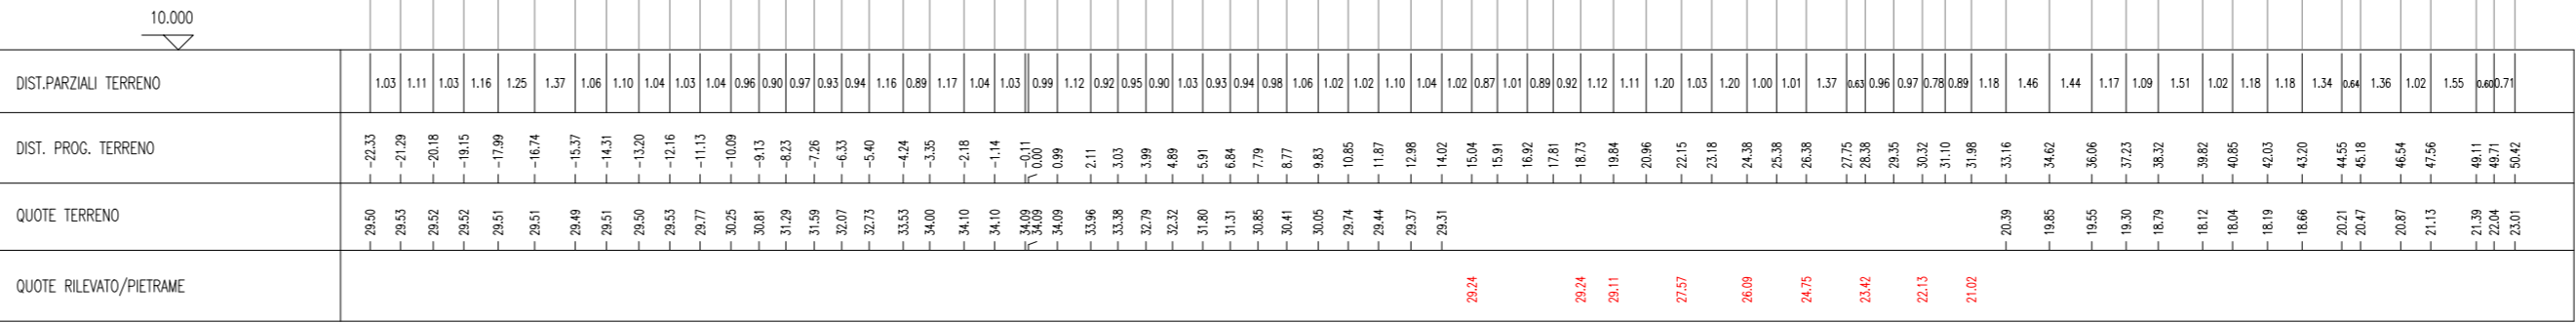 10.000
DIST.PARZIALI TERRENO 1.03 1.11 1.03 1.16 1.25 1.37 1.06 1.10 1.04 1.03 1.04 0.96 0.90 0.97 0.93 0.94 1.16 0.89 1.17 1.04 1.03 0.99 1.12 0.92 0.95 0.90 1.03 0.93 0.94 0.98 1.06 1.02 1.02 1.10 1.04 1.02 0.87 1.01 0.89 0.92 1.12 1.11 1.20 1.03 1.20 1.00 1.01 1.37 0.63 0.96 0.97 0.78 0.89 1.18 1.46 1.44 1.17 1.09 1.51 1.02 1.18 1.18 1.34 0.64 1.36 1.02 1.55 0.60 0.71
DIST. PROG. TERRENO -22.33 -21.29 -20.18 -19.15 -17.99 -16.74 -15.37 -14.31 -13.20 -12.16 -11.13 -10.09 -9.13 -8.23 -7.26 -6.33 -5.40 -4.24 -3.35 -2.18 -1.14 -0.11 0.00 0.99 2.11 3.03 3.99 4.89 5.91 6.84 7.79 8.77 9.83 10.85 11.87 12.98 14.02 15.04 15.91 16.92 17.81 18.73 19.84 20.96 22.15 23.18 24.38 25.38 26.38 27.75 28.38 29.35 30.32 31.10 31.98 33.16 34.62 36.06 37.23 38.32 39.82 40.85 42.03 43.20 44.55 45.18 46.54 47.56 49.11 49.71 50.42
QUOTE TERRENO 29.50 29.53 29.52 29.52 29.51 29.51 29.49 29.51 29.50 29.53 29.77 30.25 30.81 31.29 31.59 32.07 32.73 33.53 34.00 34.10 34.10 34.09 34.09 34.09 33.96 33.38 32.79 32.32 31.80 31.31 30.85 30.41 30.05 29.74 29.44 29.37 29.31 20.39 19.85 19.55 19.30 18.79 18.12 18.04 18.19 18.66 20.21 20.47 20.87 21.13 21.39 22.04 23.01
QUOTE RILEVATO/PIETRAME 29.24 29.24 29.11 27.57 26.09 24.75 23.42 22.13 21.02